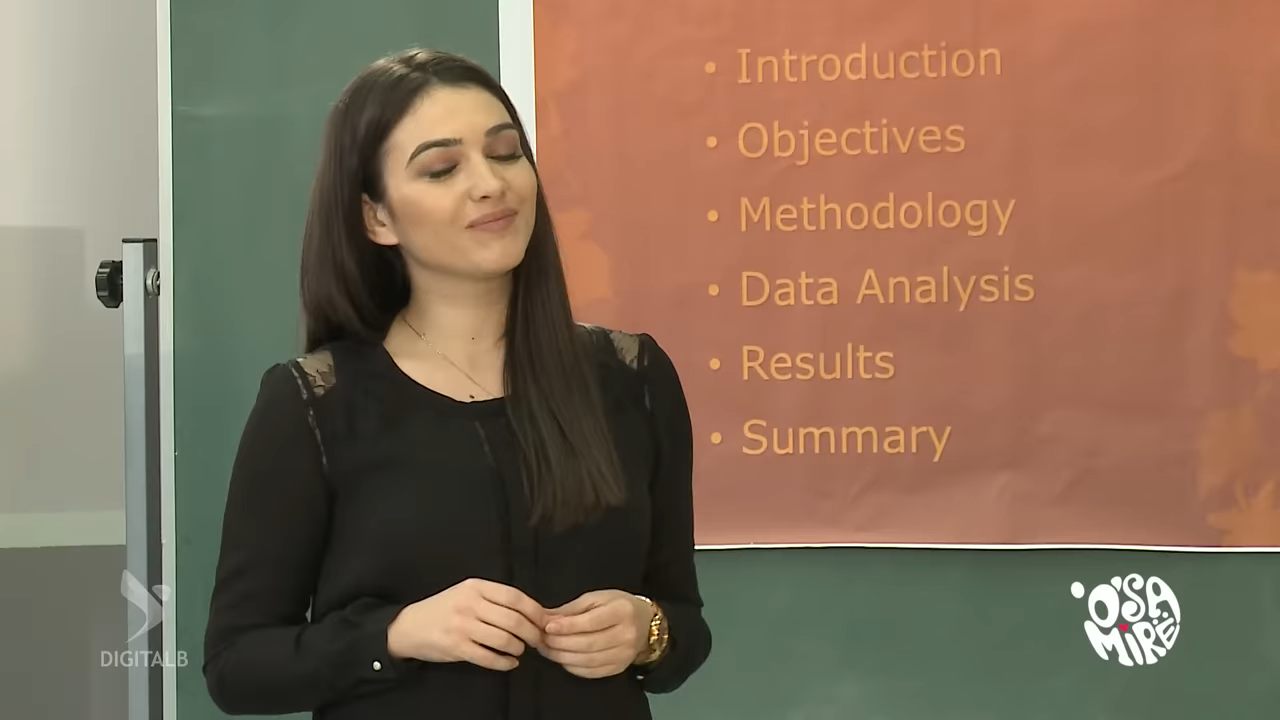 • Introduction
• Objectives
• Methodology
• Data Analysis
• Results
• Summary
DIGITALB
O'SA
MIRË